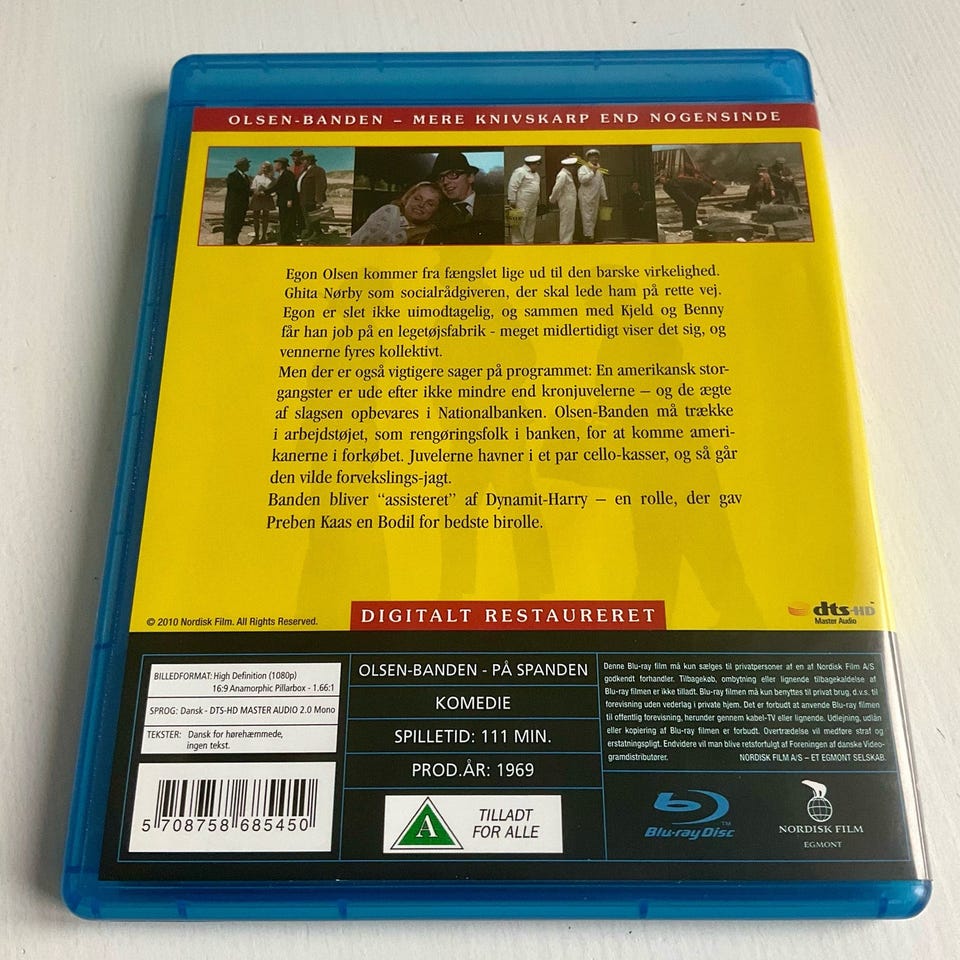 OLSEN-BANDEN – MERE KNIVSKARP END NOGENSINDE
Egon Olsen kommer fra fængslet lige ud til den barske virkelighed.
Ghita Nørby som socialrådgiveren, der skal lede ham på rette vej.
Egon er slet ikke uimodtagelig, og sammen med Kjeld og Benny
får han job på en legetøjsfabrik - meget midlertidigt viser det sig, og
vennerne fyres kollektivt.
Men der er også vigtigere sager på programmet: En amerikansk stor-
gangster er ude efter ikke mindre end kronjuvelerne – og de ægte
af slagsen opbevares i Nationalbanken. Olsen-Banden må trække
i arbejdstøjet, som rengøringsfolk i banken, for at komme ameri-
kanerne i forkøbet. Juvelerne havner i et par cello-kasser, og så går
den vilde forvekslings-jagt.
Banden bliver “assisteret” af Dynamit-Harry – en rolle, der gav
Preben Kaas en Bodil for bedste birolle.
© 2010 Nordisk Film. All Rights Reserved.
DIGITALT RESTAURERET
dts-HD
Master Audio
BILLEDFORMAT: High Definition (1080p)
16:9 Anamorphic Pillarbox - 1.66:1
SPROG: Dansk - DTS-HD MASTER AUDIO 2.0 Mono
TEKSTER: Dansk for hørehæmmede,
ingen tekst.
5 708758 685450
OLSEN-BANDEN - PÅ SPANDEN
KOMEDIE
SPILLETID: 111 MIN.
PROD.ÅR: 1969
A
TILLADT
FOR ALLE
Denne Blu-ray film må kun sælges til privatpersoner af en af Nordisk Film A/S
godkendt forhandler. Tilbagekøb, ombytning eller lignende tilbagekaldelse af
Blu-ray filmen er ikke tilladt. Blu-ray filmen må kun benyttes til privat brug, d.v.s. til
forevisning uden vederlag i private hjem. Det er forbudt at anvende Blu-ray filmen
til offentlig forevisning, herunder gennem kabel-TV eller lignende. Udlejning, udlån
eller kopiering af Blu-ray filmen er forbudt. Overtrædelse vil medføre straf og
erstatningspligt. Endvidere vil man blive retsforfulgt af Foreningen af danske Video-
gramdistributører. NORDISK FILM A/S – ET EGMONT SELSKAB.
Blu-ray Disc™
NORDISK FILM
EGMONT